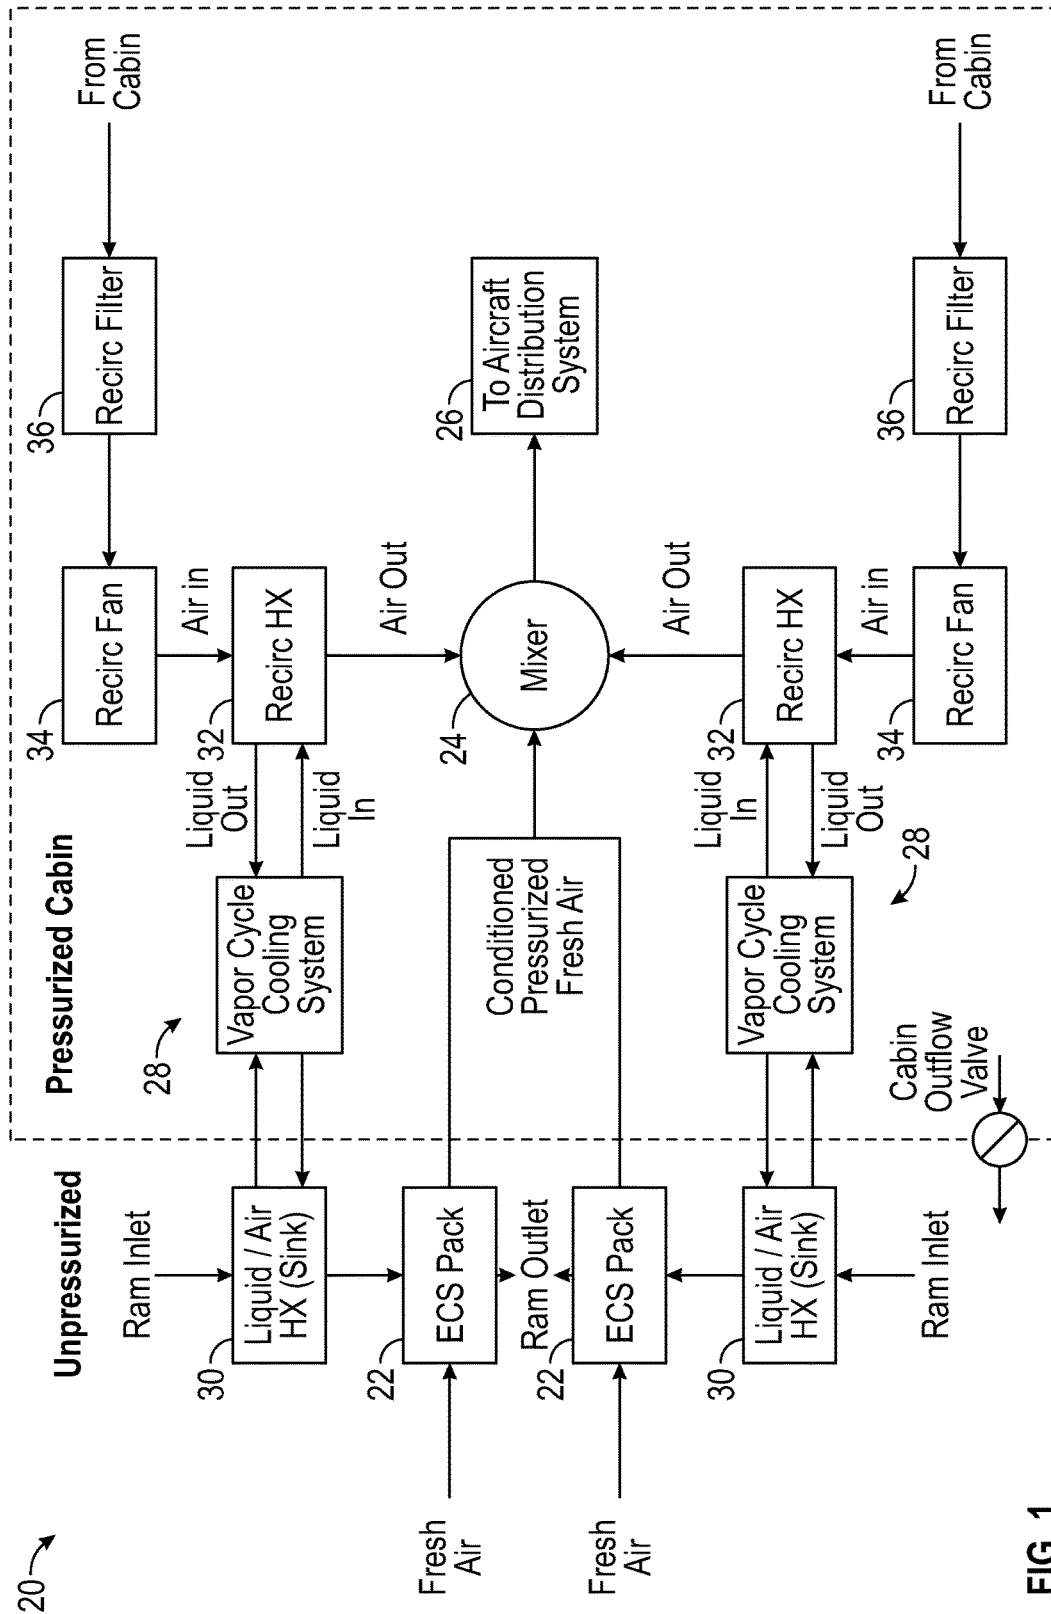 20
Unpressurized
Pressurized Cabin
Ram Inlet
30
Liquid / Air
HX (Sink)
28
Vapor Cycle
Cooling
System
Liquid
Out
Liquid
In
32
Recirc HX
Air in
34
Recirc Fan
36
Recirc Filter
From
Cabin
Air Out
Fresh
Air
22
ECS Pack
Ram Outlet
Fresh
Air
22
ECS Pack
Conditioned
Pressurized
Fresh Air
24
Mixer
26
To Aircraft
Distribution
System
Air Out
30
Liquid / Air
HX (Sink)
Ram Inlet
Vapor Cycle
Cooling
System
28
Liquid
In
Liquid
Out
32
Recirc HX
Air in
34
Recirc Fan
36
Recirc Filter
From
Cabin
Cabin
Outflow
Valve
FIG. 1